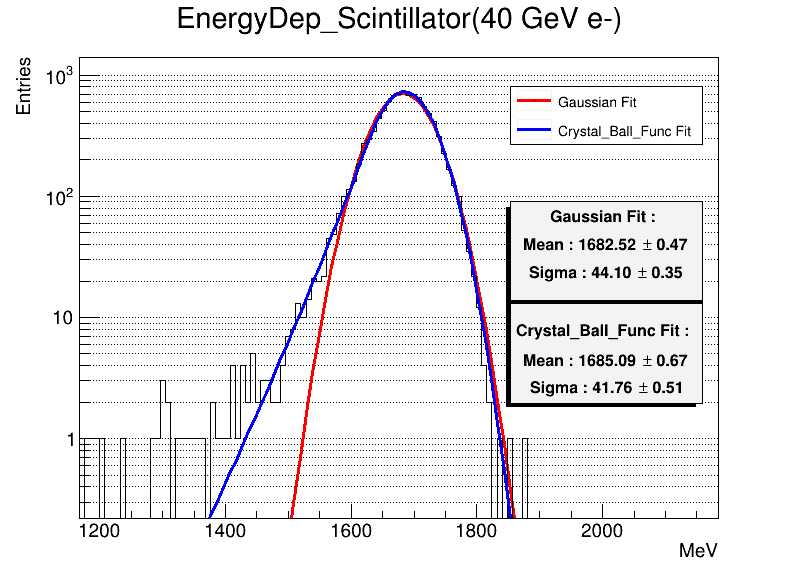 EnergyDep_Scintillator(40 GeV e-)
Entries
10³
10²
10
1
Gaussian Fit
Crystal_Ball_Func Fit
Gaussian Fit :
Mean : 1682.52 ± 0.47
Sigma : 44.10 ± 0.35
Crystal_Ball_Func Fit :
Mean : 1685.09 ± 0.67
Sigma : 41.76 ± 0.51
1200 1400 1600 1800 2000
MeV